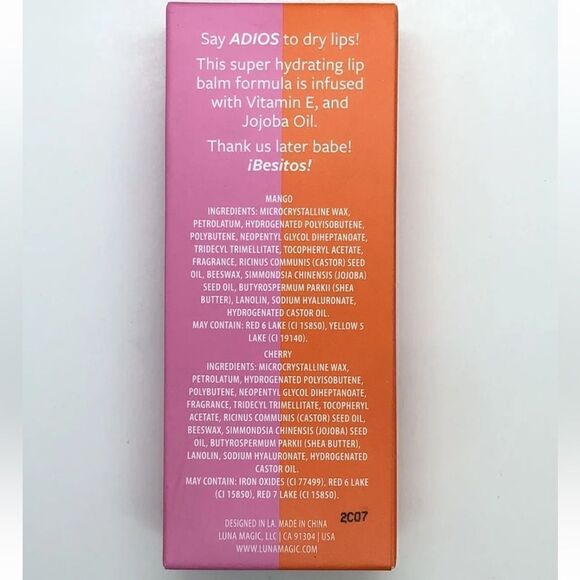 Say ADIOS to dry lips!
This super hydrating lip
balm formula is infused
with Vitamin E, and
Jojoba Oil.
Thank us later babe!
¡Besitos!
MANGO
INGREDIENTS: MICROCRYSTALLINE WAX,
PETROLATUM, HYDROGENATED POLYISOBUTENE,
POLYBUTENE, NEOPENTYL GLYCOL DIHEPTANOATE,
TRIDECYL TRIMELLITATE, TOCOPHERYL ACETATE,
FRAGRANCE, RICINUS COMMUNIS (CASTOR) SEED
OIL, BEESWAX, SIMMONDSIA CHINENSIS (JOJOBA)
SEED OIL, BUTYROSPERMUM PARKII (SHEA
BUTTER), LANOLIN, SODIUM HYALURONATE,
HYDROGENATED CASTOR OIL.
MAY CONTAIN: RED 6 LAKE (CI 15850), YELLOW 5
LAKE (CI 19140).
CHERRY
INGREDIENTS: MICROCRYSTALLINE WAX,
PETROLATUM, HYDROGENATED POLYISOBUTENE,
POLYBUTENE, NEOPENTYL GLYCOL DIHEPTANOATE,
FRAGRANCE, TRIDECYL TRIMELLITATE, TOCOPHERYL
ACETATE, RICINUS COMMUNIS (CASTOR) SEED OIL,
BEESWAX, SIMMONDSIA CHINENSIS (JOJOBA) SEED
OIL, BUTYROSPERMUM PARKII (SHEA BUTTER),
LANOLIN, SODIUM HYALURONATE, HYDROGENATED
CASTOR OIL.
MAY CONTAIN: IRON OXIDES (CI 77499), RED 6 LAKE
(CI 15850), RED 7 LAKE (CI 15850).
2C07
DESIGNED IN LA. MADE IN CHINA
LUNA MAGIC, LLC | CA 91304 | USA
WWW.LUNAMAGIC.COM